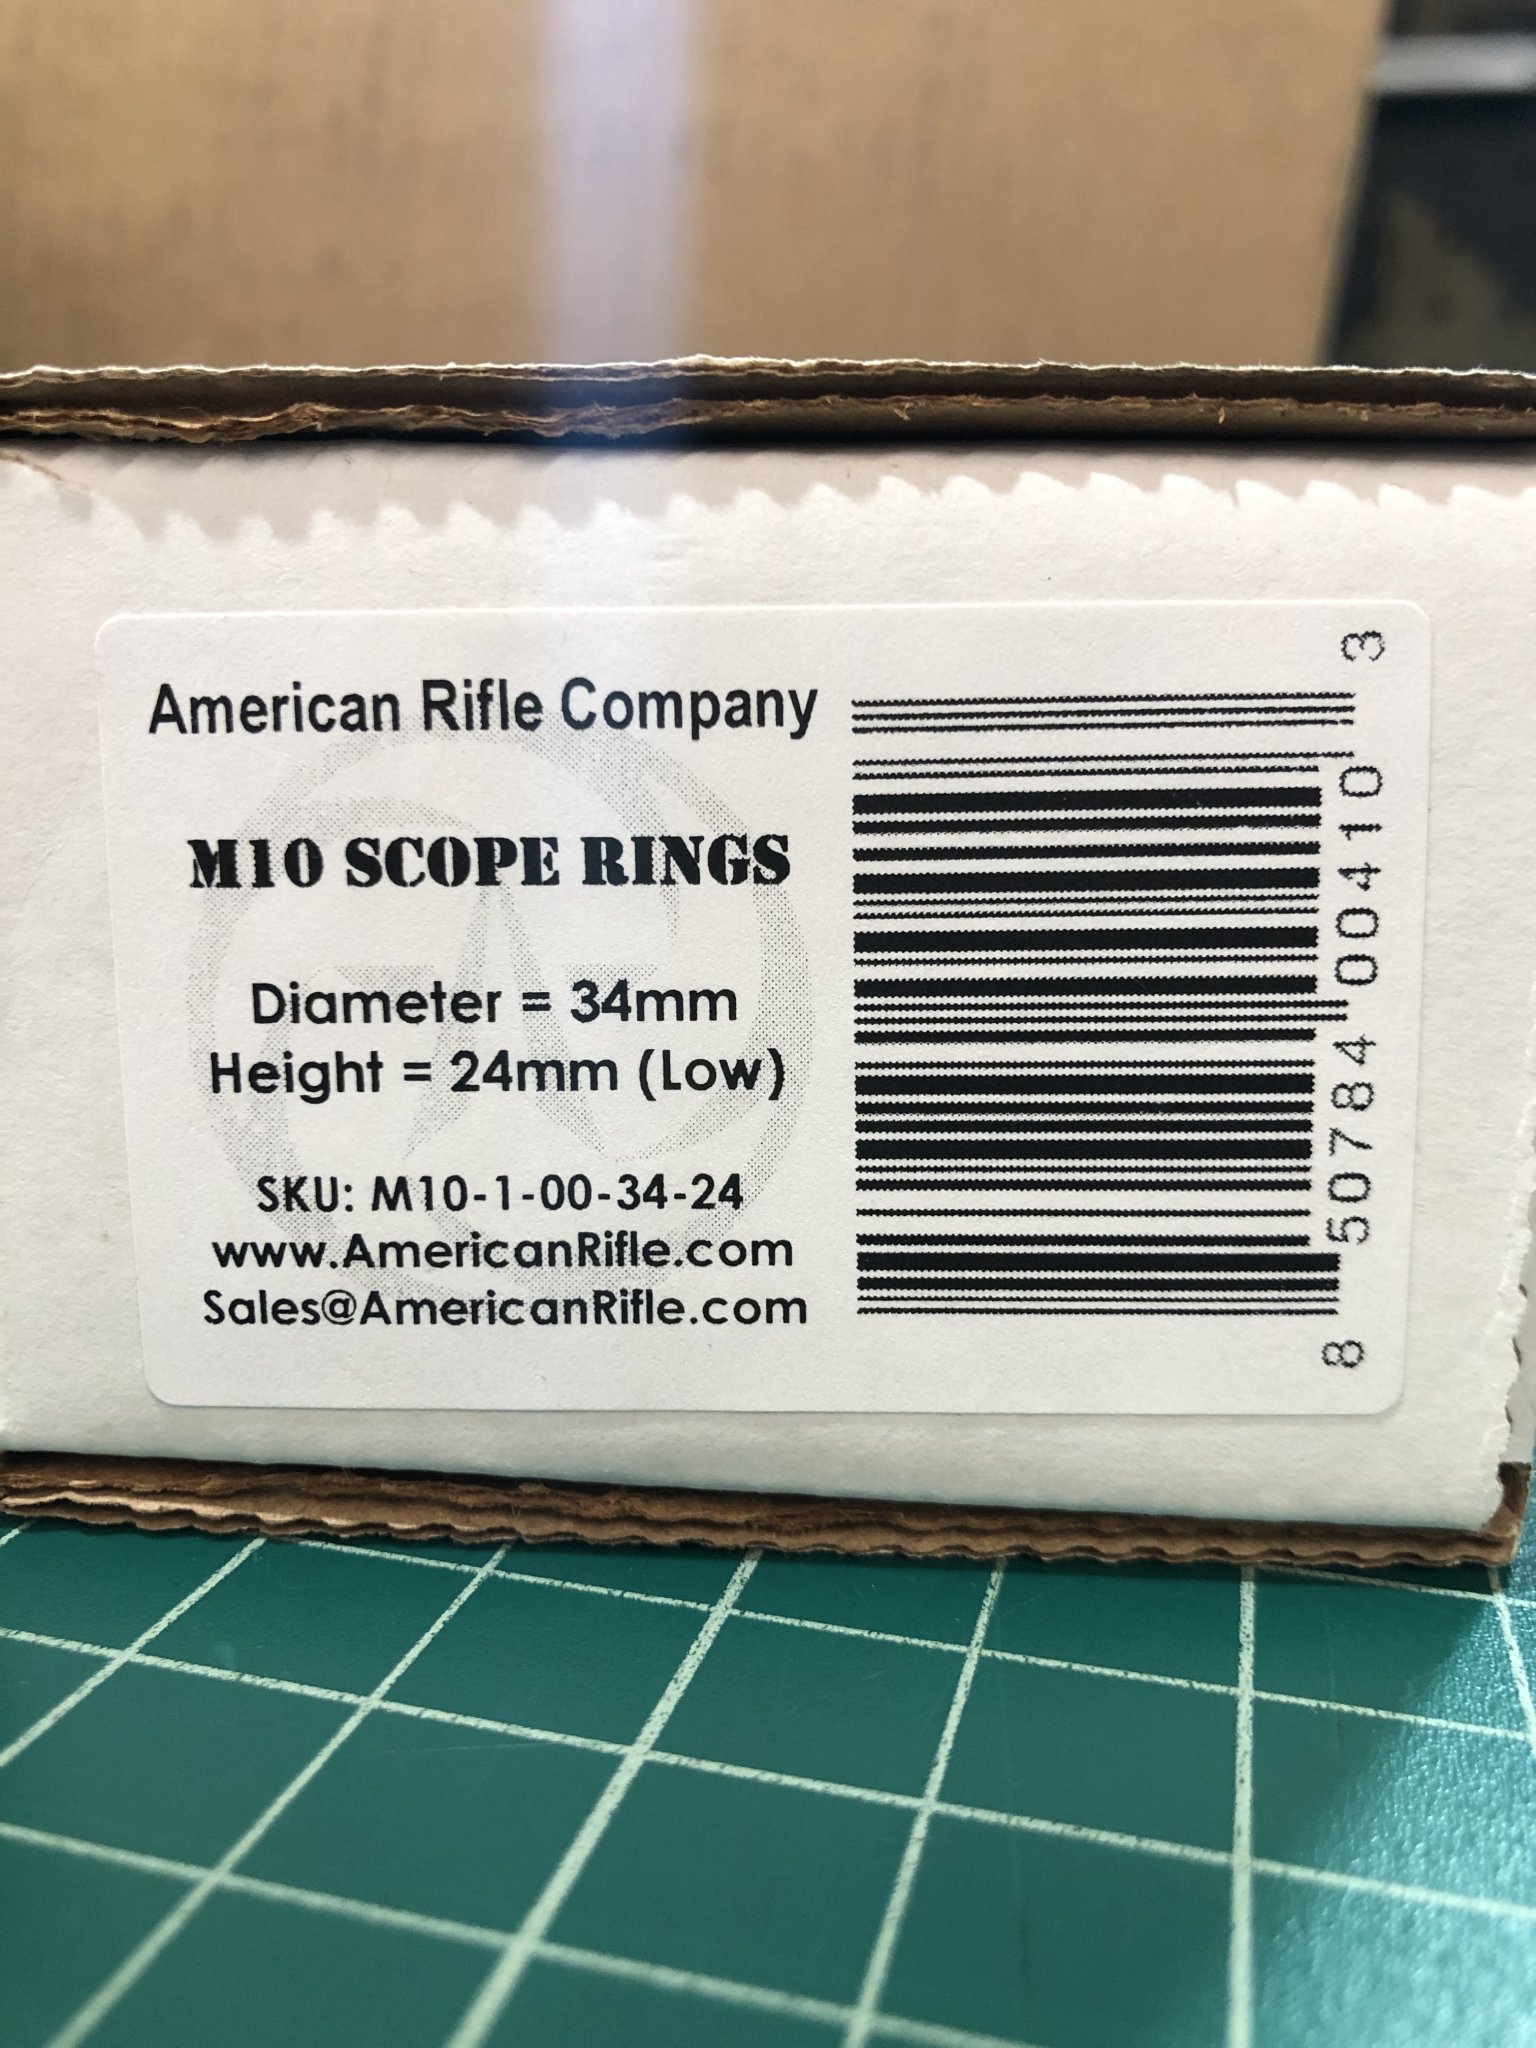 American Rifle Company
M10 SCOPE RINGS
Diameter = 34mm
Height = 24mm (Low)
SKU: M10-1-00-34-24
www.AmericanRifle.com
Sales@AmericanRifle.com
8 50784 00410 3